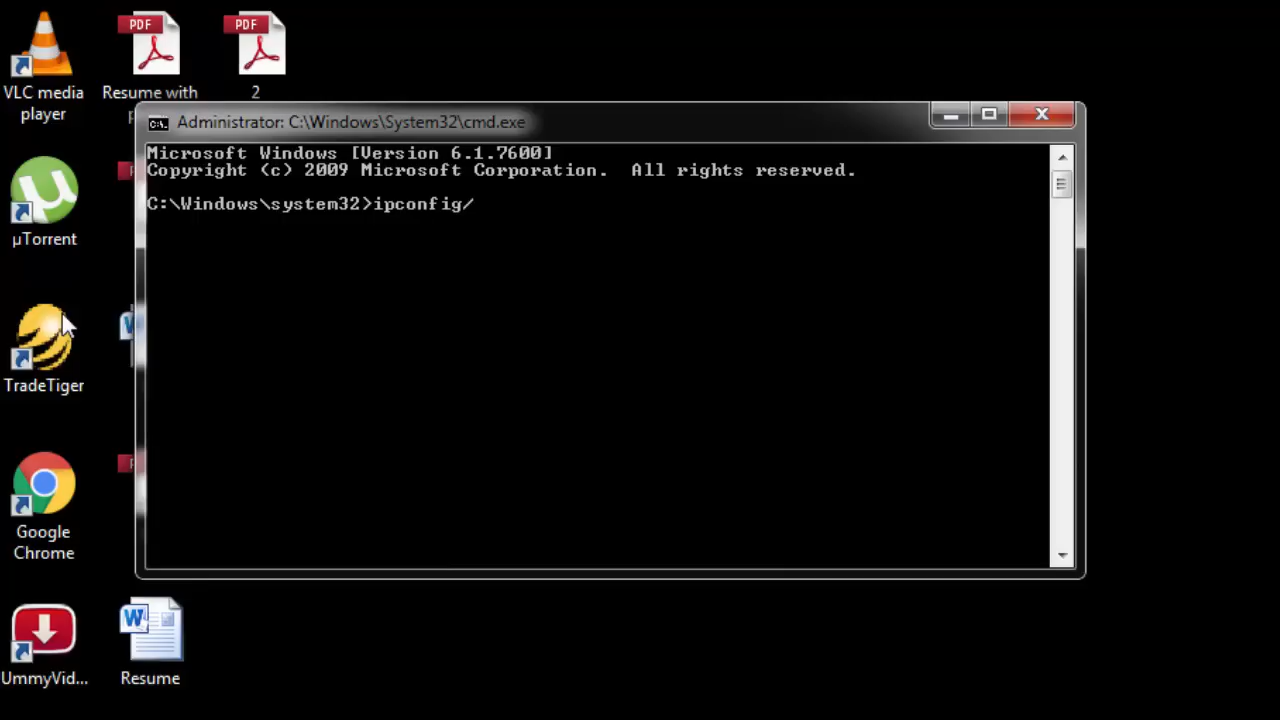 PDF
PDF
VLC media
player
Resume with
p
2
Administrator: C:\Windows\System32\cmd.exe
Microsoft Windows [Version 6.1.7600]
Copyright (c) 2009 Microsoft Corporation.  All rights reserved.
C:\Windows\system32>ipconfig/
µTorrent
TradeTiger
Google
Chrome
UmmyVid...
Resume